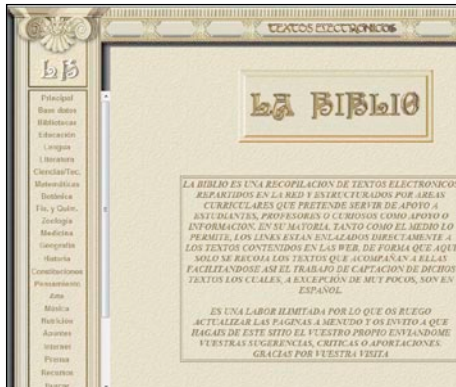 TEXTOS ELECTRONICOS
LB
Principal
Base datos
Bibliotecas
Educación
Lengua
Literatura
Ciencias/Tec.
Matemáticas
Botánica
Fis. y Quím.
Zoología
Medicina
Geografía
Historia
Constituciones
Pensamiento
Arte
Música
Nutrición
Apuntes
Internet
Prensa
Recursos
Buscar
LA BIBLIO
LA BIBLIO ES UNA RECOPILACION DE TEXTOS ELECTRONICOS
REPARTIDOS EN LA RED Y ESTRUCTURADOS POR AREAS
CURRICULARES QUE PRETENDE SERVIR DE APOYO A
ESTUDIANTES, PROFESORES O CURIOSOS COMO APOYO O
INFORMACION, EN SU MAYORIA, TANTO COMO EL MEDIO LO
PERMITE, LOS LINKS ESTAN ENLAZADOS DIRECTAMENTE A
LOS TEXTOS CONTENIDOS EN LAS WEB, DE FORMA QUE AQUI
SOLO SE RECOJA LOS TEXTOS QUE ACOMPAÑAN A ELLAS
FACILITANDOSE ASI EL TRABAJO DE CAPTACION DE DICHOS
TEXTOS LOS CUALES, A EXCEPCIÓN DE MUY POCOS, SON EN
ESPAÑOL.
ES UNA LABOR ILIMITADA POR LO QUE OS RUEGO
ACTUALIZAR LAS PAGINAS A MENUDO Y OS INVITO A QUE
HAGAIS DE ESTE SITIO EL VUESTRO PROPIO ENVIANDOME
VUESTRAS SUGERENCIAS, CRITICAS O APORTACIONES.
GRACIAS POR VUESTRA VISITA